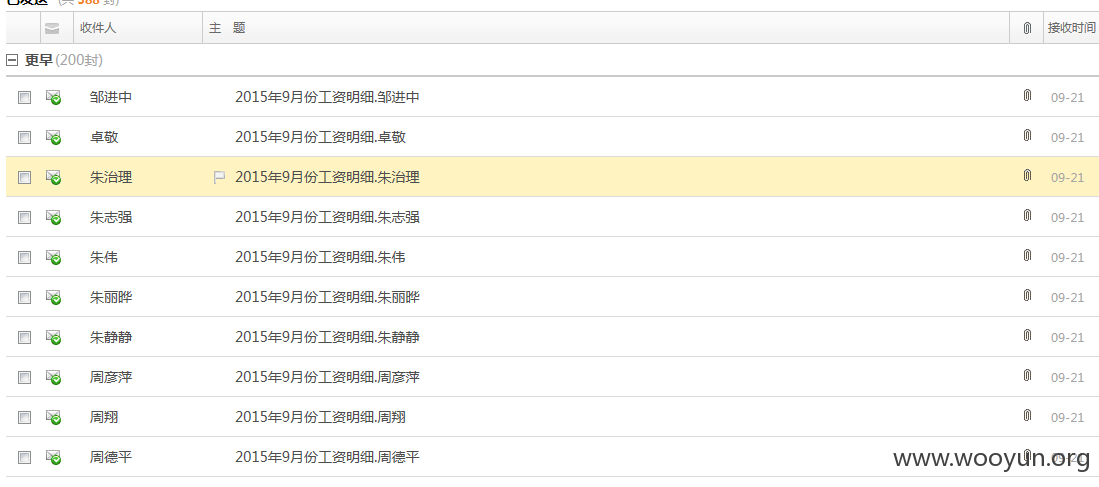 已发送 (共 588 封)
收件人 主 题 接收时间
更早 (200封)
邹进中 2015年9月份工资明细.邹进中 09-21
卓敬 2015年9月份工资明细.卓敬 09-21
朱治理 2015年9月份工资明细.朱治理 09-21
朱志强 2015年9月份工资明细.朱志强 09-21
朱伟 2015年9月份工资明细.朱伟 09-21
朱丽晔 2015年9月份工资明细.朱丽晔 09-21
朱静静 2015年9月份工资明细.朱静静 09-21
周彦萍 2015年9月份工资明细.周彦萍 09-21
周翔 2015年9月份工资明细.周翔 09-21
周德平 2015年9月份工资明细.周德平 09-21
www.wooyun.org